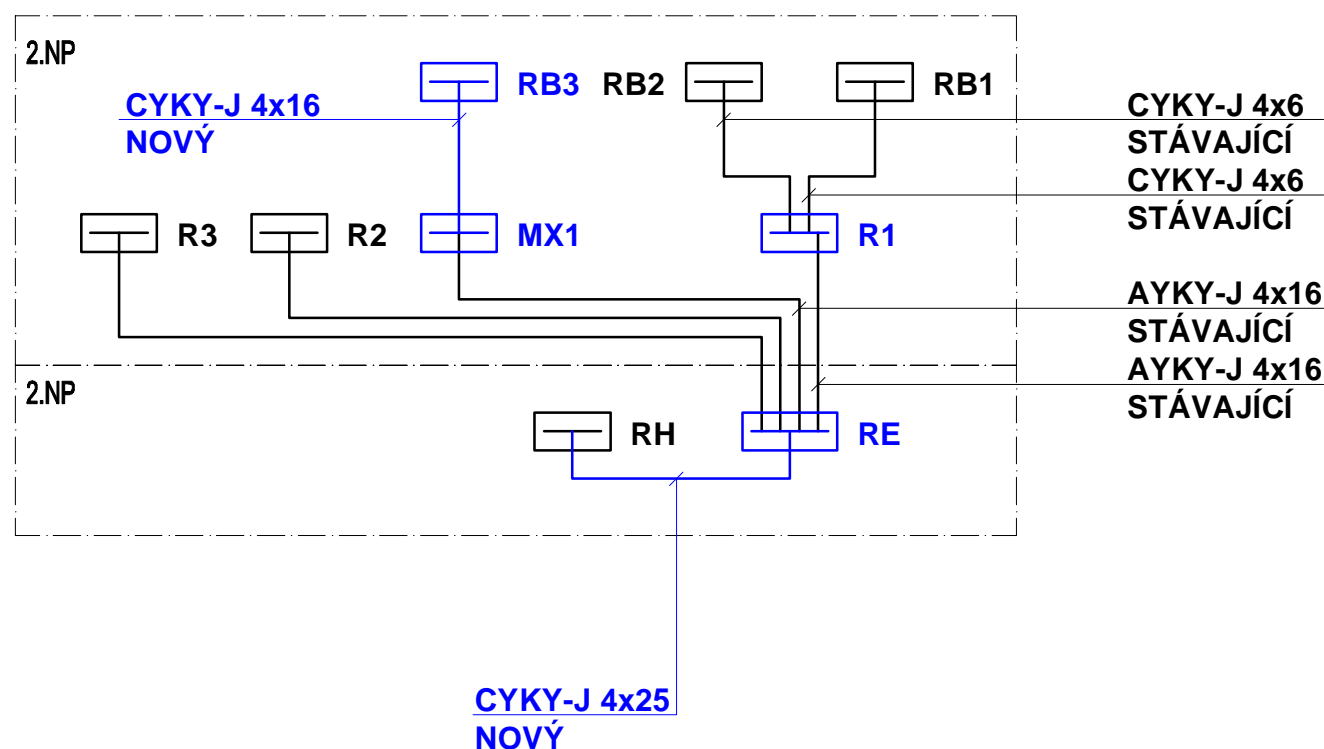 2.NP
RB3
RB2
RB1
CYKY-J 4x16
NOVÝ
CYKY-J 4x6
STÁVAJÍCÍ
CYKY-J 4x6
STÁVAJÍCÍ
R3
R2
MX1
R1
AYKY-J 4x16
STÁVAJÍCÍ
AYKY-J 4x16
STÁVAJÍCÍ
2.NP
RH
RE
CYKY-J 4x25
NOVÝ